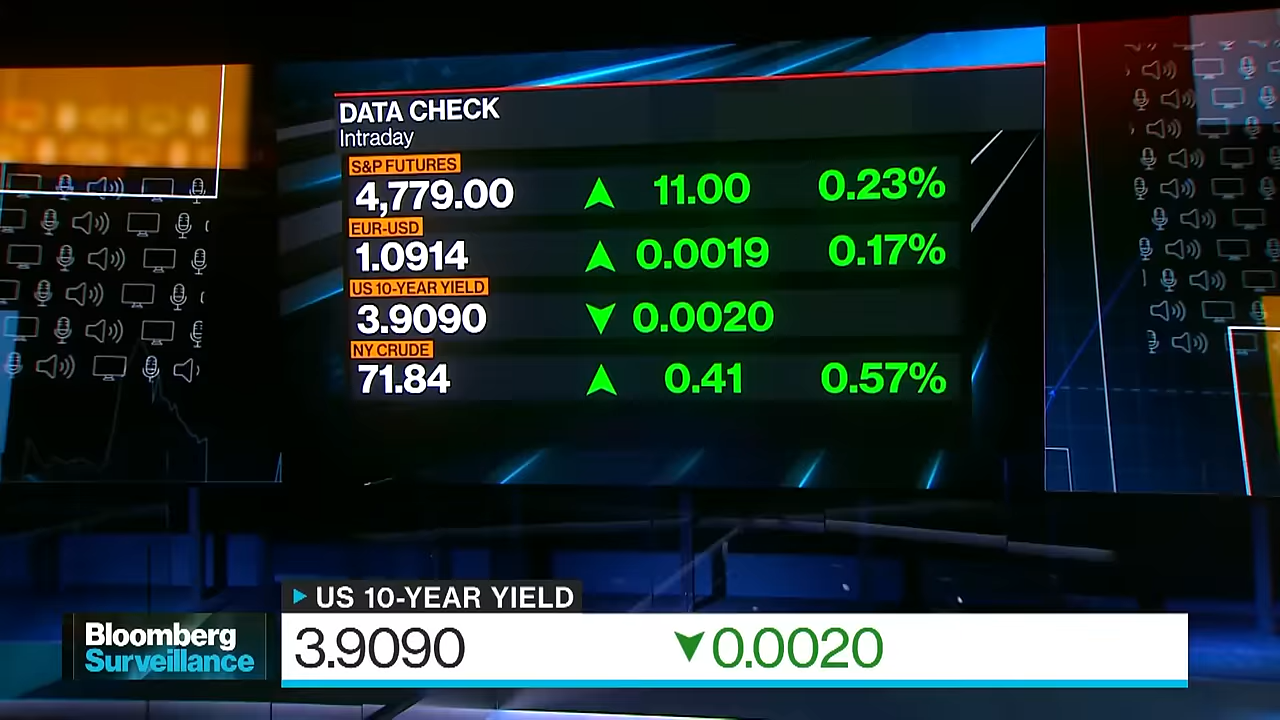 DATA CHECK
Intraday
S&P FUTURES
4,779.00 ▲ 11.00 0.23%
EUR-USD
1.0914 ▲ 0.0019 0.17%
US 10-YEAR YIELD
3.9090 ▼ 0.0020
NY CRUDE
71.84 ▲ 0.41 0.57%
US 10-YEAR YIELD
Bloomberg
Surveillance
3.9090 ▼0.0020